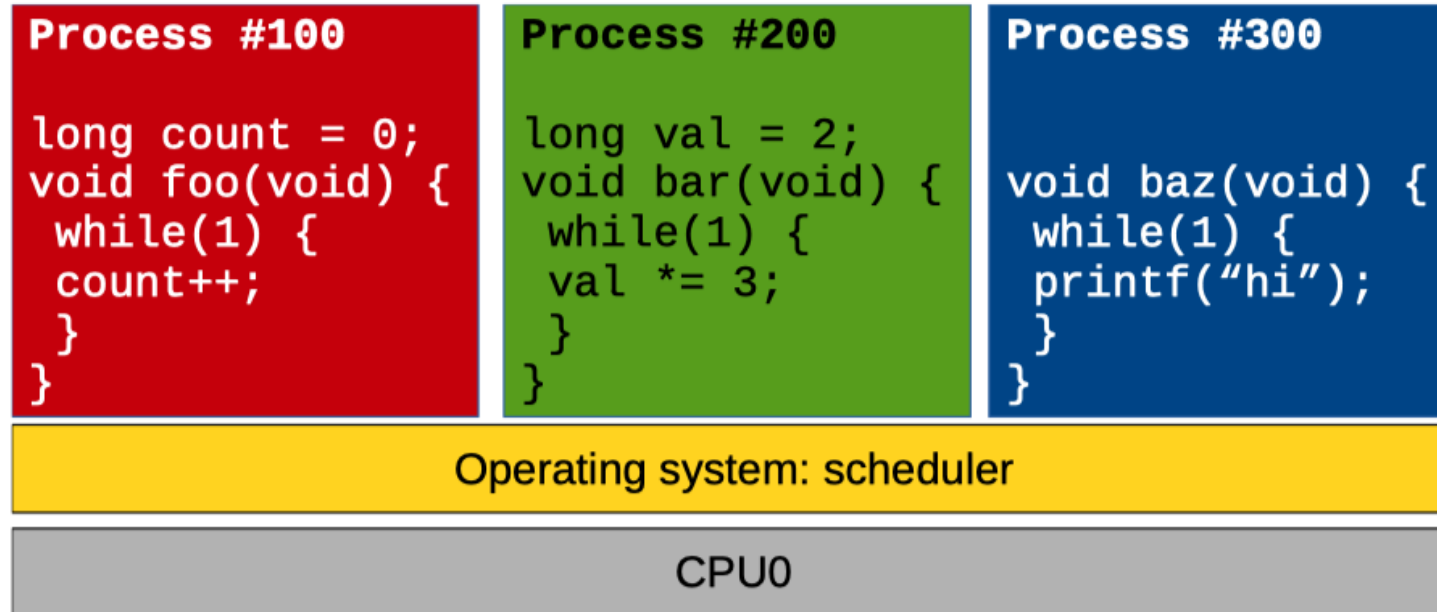 Process #100
long count = 0;
void foo(void) {
while(1) {
count++;
}
}
Process #200
long val = 2;
void bar(void) {
while(1) {
val *= 3;
}
}
Process #300
void baz(void) {
while(1) {
printf(“hi”);
}
}
Operating system: scheduler
CPU0